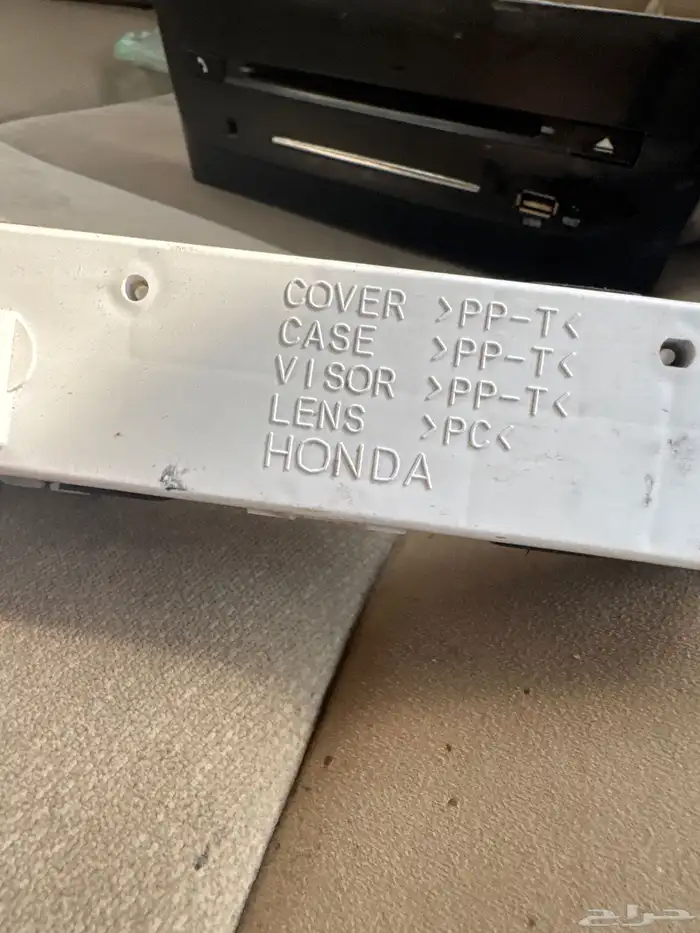 COVER >PP-T<
CASE >PP-T<
VISOR >PP-T<
LENS >PC<
HONDA
حراج